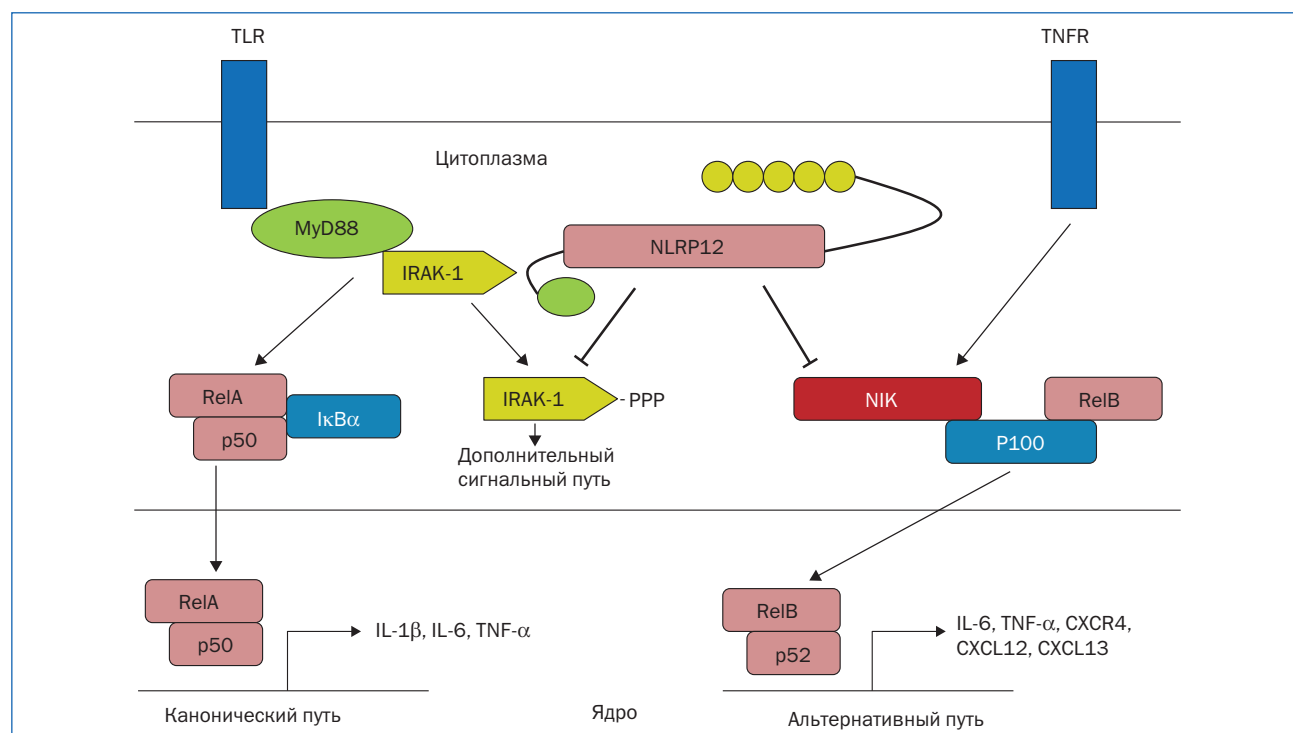 TLR
TNFR
Цитоплазма
MyD88
NLRP12
IRAK-1
RelA
IκBα
p50
IRAK-1
-PPP
NIK
RelB
P100
Дополнительный
сигнальный путь
RelA
p50
IL-1β, IL-6, TNF-α
RelB
p52
IL-6, TNF-α, CXCR4,
CXCL12, CXCL13
Канонический путь
Ядро
Альтернативный путь